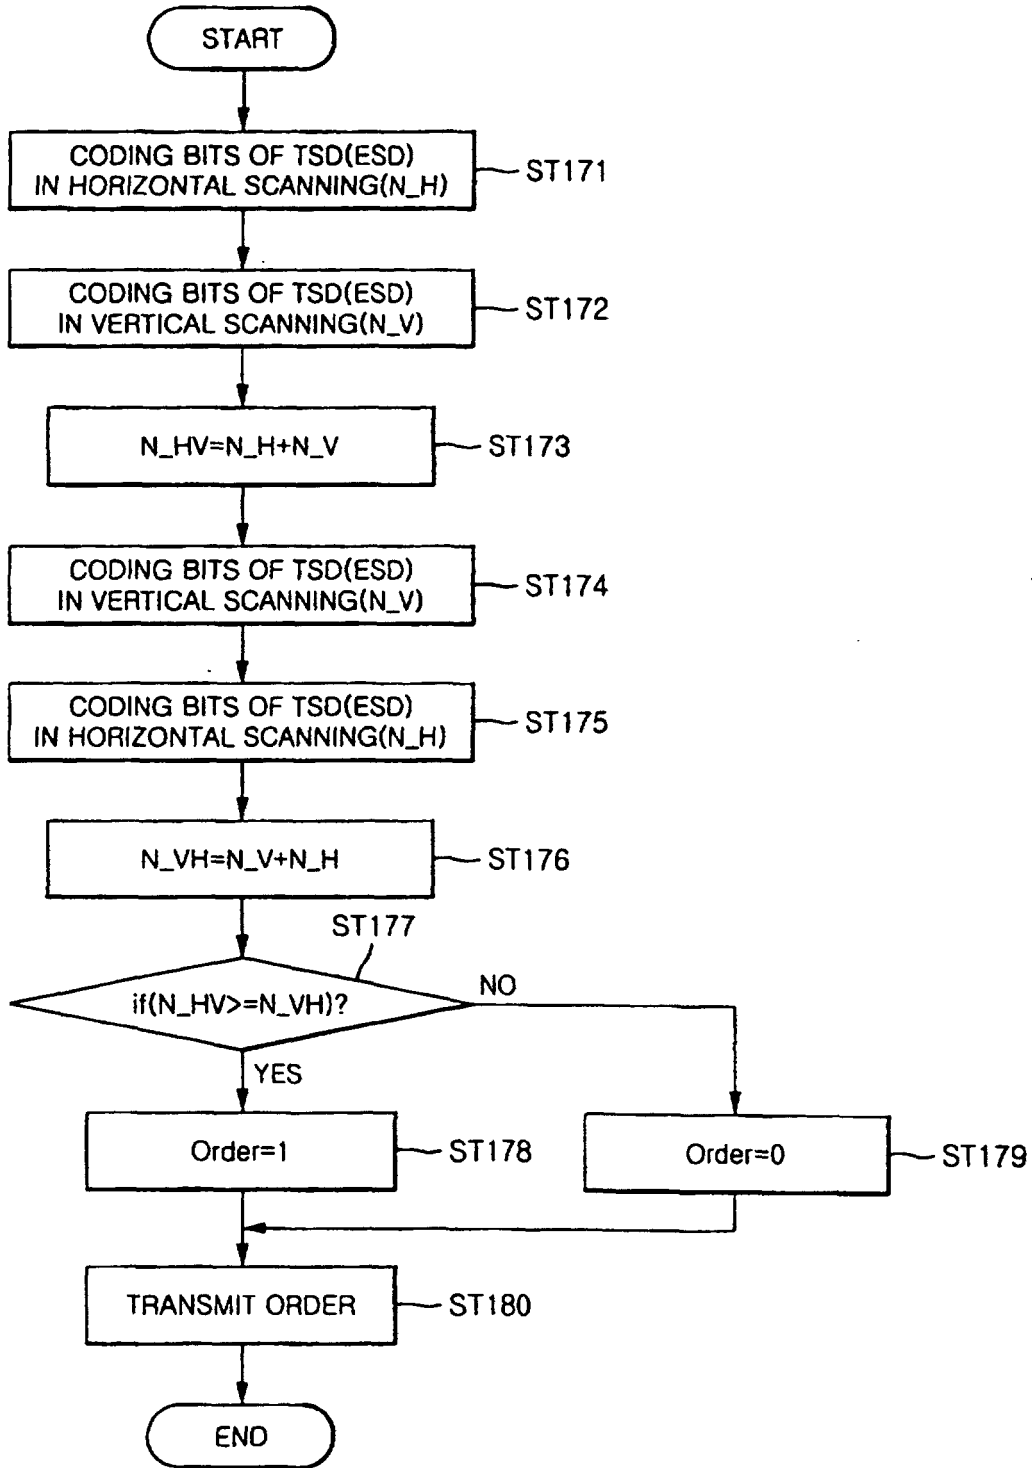 START
CODING BITS OF TSD(ESD)
IN HORIZONTAL SCANNING(N_H)
ST171
CODING BITS OF TSD(ESD)
IN VERTICAL SCANNING(N_V)
ST172
N_HV=N_H+N_V
ST173
CODING BITS OF TSD(ESD)
IN VERTICAL SCANNING(N_V)
ST174
CODING BITS OF TSD(ESD)
IN HORIZONTAL SCANNING(N_H)
ST175
N_VH=N_V+N_H
ST176
ST177
if(N_HV>=N_VH)?
NO
YES
Order=1
ST178
Order=0
ST179
TRANSMIT ORDER
ST180
END